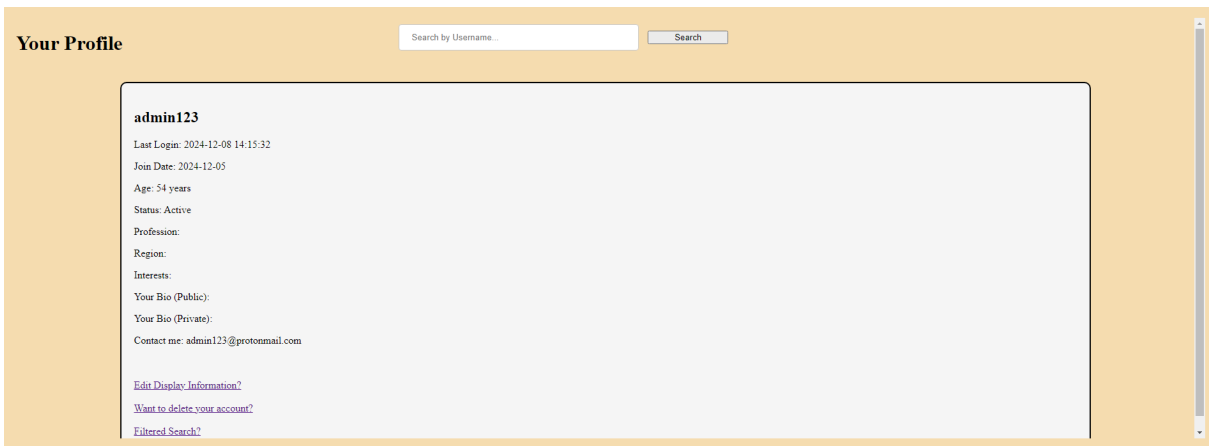 Your Profile
Search by Username...
Search
admin123
Last Login: 2024-12-08 14:15:32
Join Date: 2024-12-05
Age: 54 years
Status: Active
Profession:
Region:
Interests:
Your Bio (Public):
Your Bio (Private):
Contact me: admin123@protonmail.com
Edit Display Information?
Want to delete your account?
Filtered Search?